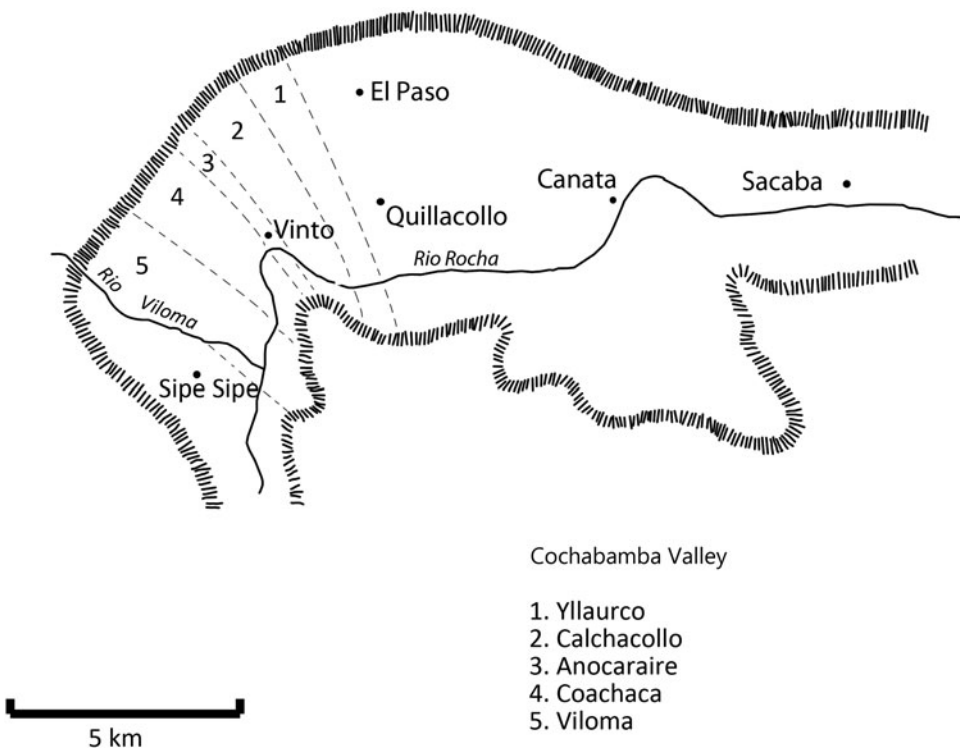 1
El Paso
2
3
4
Canata
Sacaba
Quillacollo
Vinto
Rio Rocha
5
Rio
Viloma
Sipe Sipe
Cochabamba Valley
1. Yllaurco
2. Calchacollo
3. Anocaraire
4. Coachaca
5. Viloma
5 km